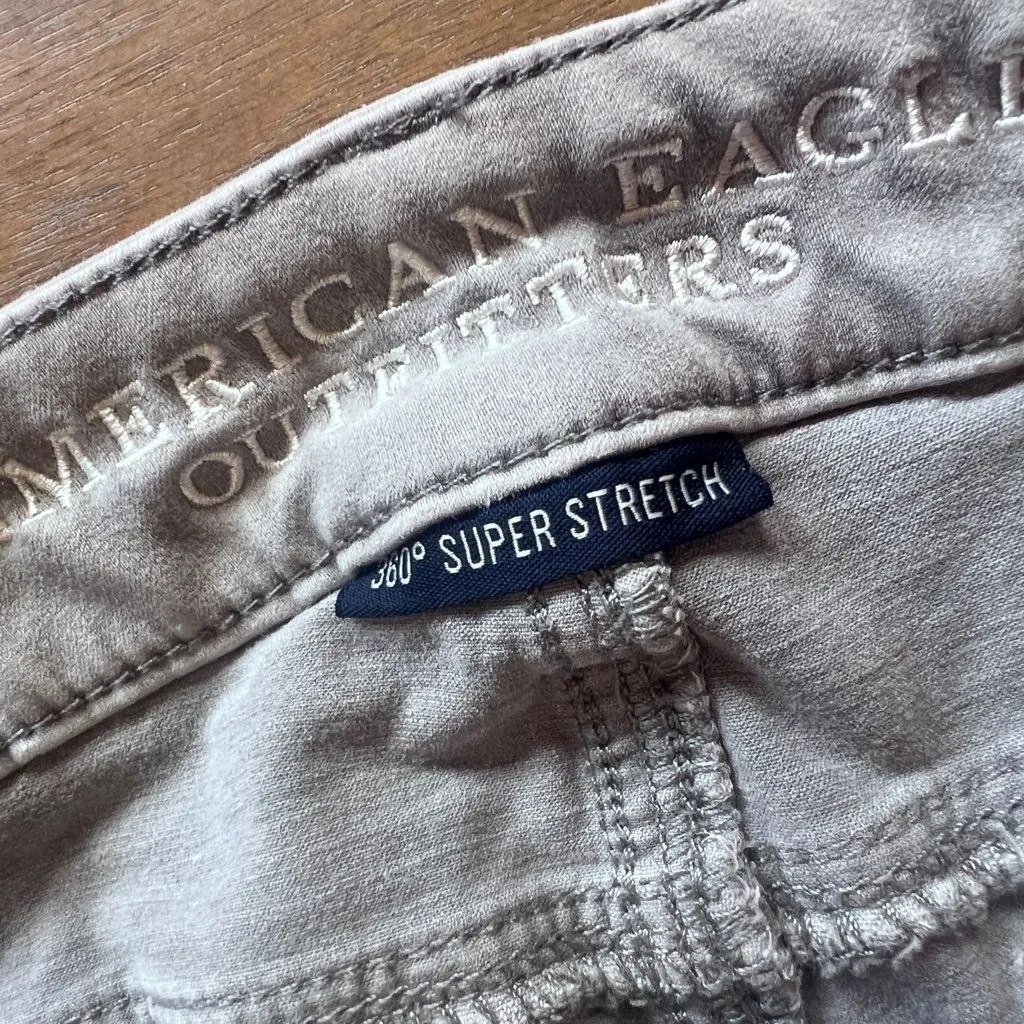 AMERICAN EAGLE
OUTFITTERS
360° SUPER STRETCH